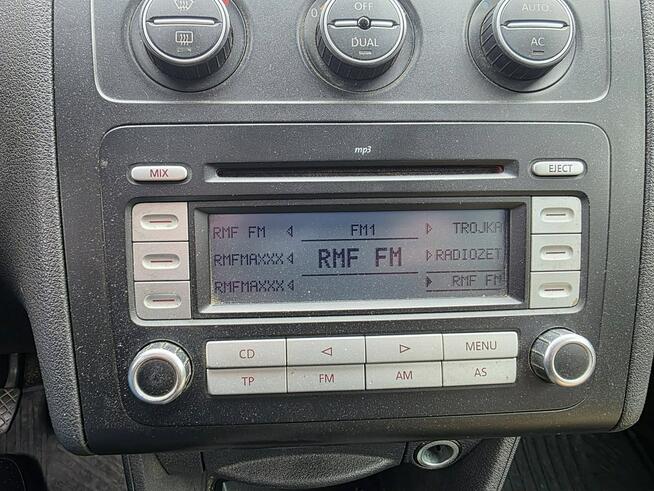 0 OFF AUTO
DUAL AC
mp3
MIX EJECT
RMF FM FM1 TROJKA
RMFMAXXX RMF FM RADIOZET
RMFMAXXX RMF FM
CD MENU
TP FM AM AS